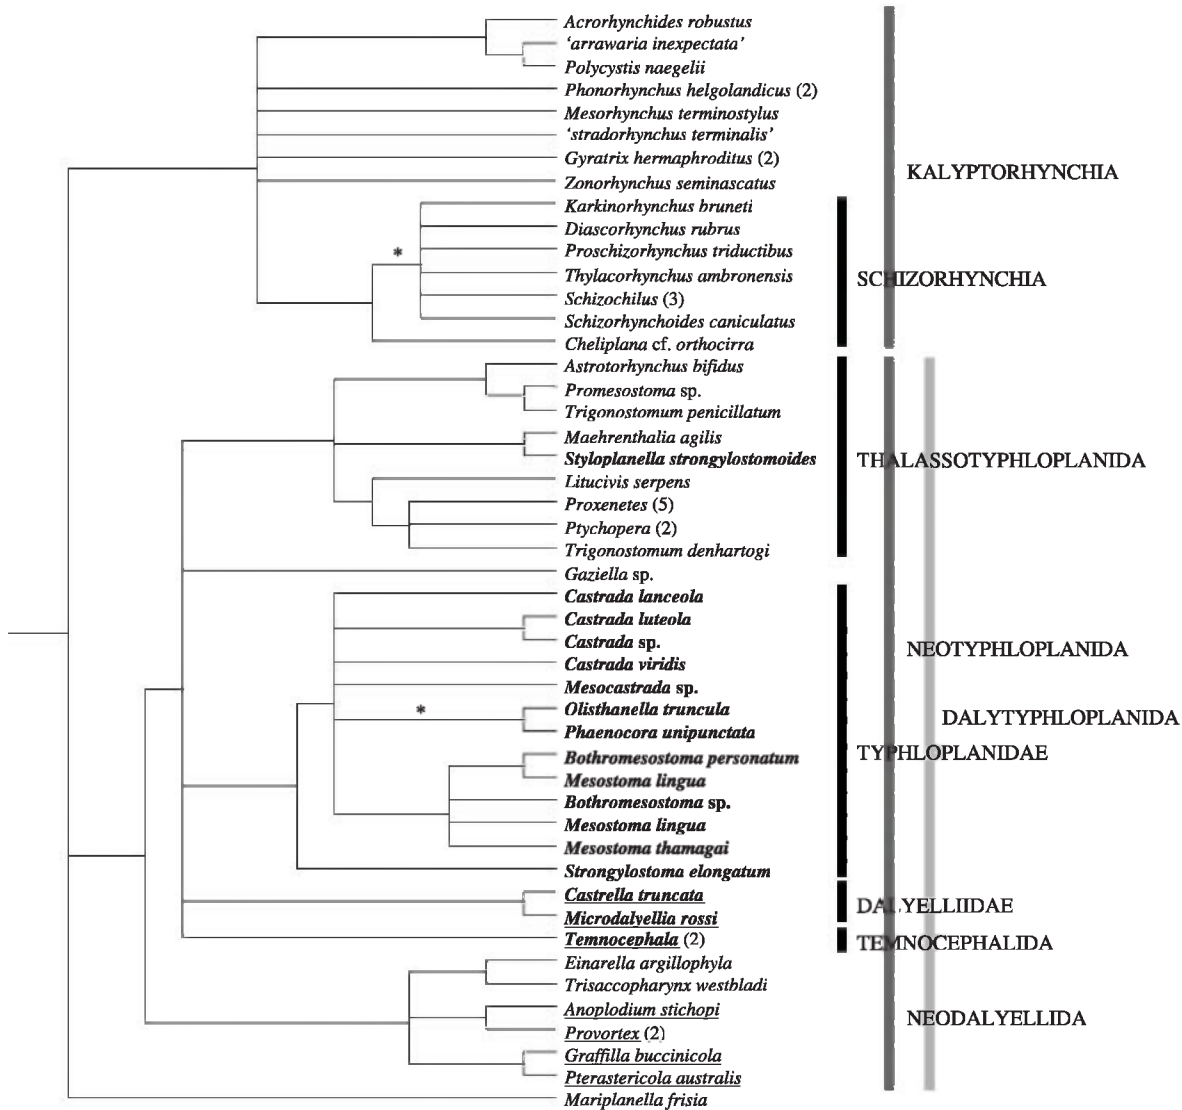 Acrorhynchides robustus
'arrawaria inexpectata'
Polycystis naegelii
Phonorhynchus helgolandicus (2)
Mesorhynchus terminostylus
'stradorhynchus terminalis'
Gyratrix hermaphroditus (2)
Zonorhynchus seminascatus
KALYPTORHYNCHIA
Karkinorhynchus bruneti
Diascorhynchus rubrus
*
Proschizorhynchus triductibus
Thylacorhynchus ambronensis
SCHIZORHYNCHIA
Schizochilus (3)
Schizorhynchoides caniculatus
Cheliplana cf. orthocirra
Astrotorhynchus bifidus
Promesostoma sp.
Trigonostomum penicillatum
Maehrenthalia agilis
Styloplanella strongylostomoides
THALASSOTYPHLOPLANIDA
Litucivis serpens
Proxenetes (5)
Ptychopera (2)
Trigonostomum denhartogi
Gaziella sp.
Castrada lanceola
Castrada luteola
Castrada sp.
NEOTYPHLOPLANIDA
Castrada viridis
Mesocastrada sp.
*
Olisthanella truncula
DALYTYPHLOPLANIDA
Phaenocora unipunctata
TYPHLOPLANIDAE
Bothromesostoma personatum
Mesostoma lingua
Bothromesostoma sp.
Mesostoma lingua
Mesostoma thamagai
Strongylostoma elongatum
Castrella truncata
DALYELLIIDAE
Microdalyellia rossi
Temnocephala (2)
TEMNOCEPHALIDA
Einarella argillophyla
Trisaccopharynx westbladi
Anoplodium stichopi
NEODALYELLIDA
Provortex (2)
Graffilla buccinicola
Pterastericola australis
Mariplanella frisia